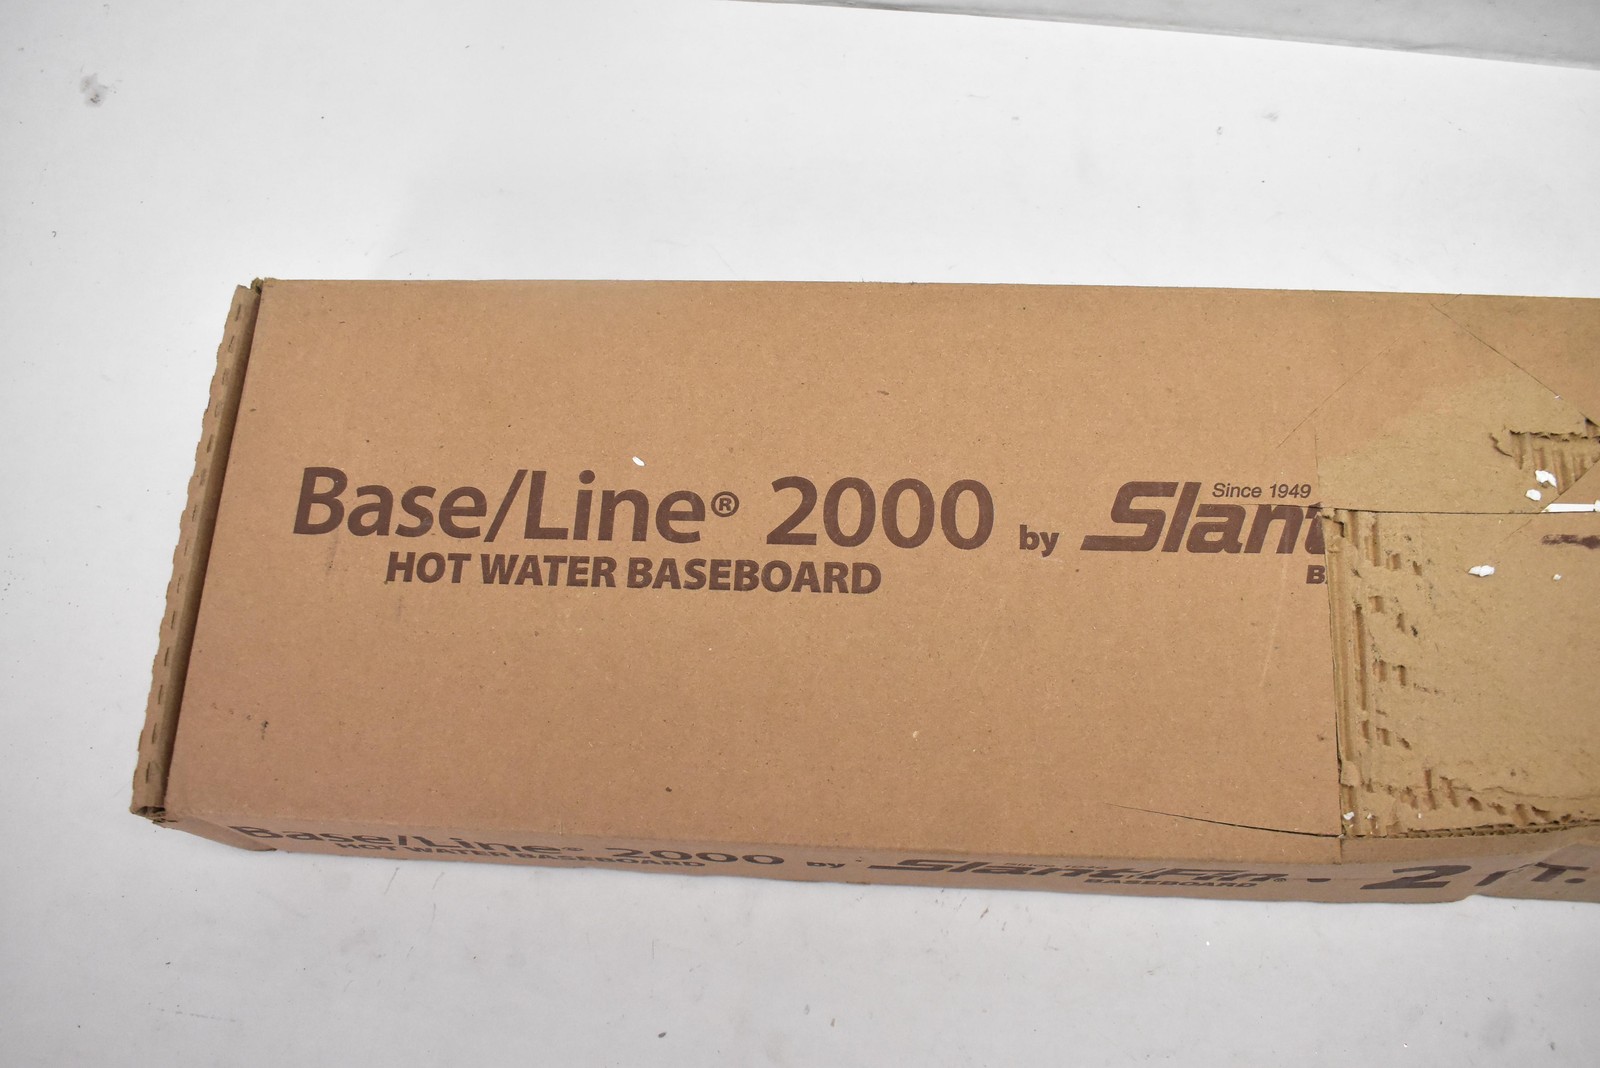 Base/Line® 2000 by Slant
Since 1949
HOT WATER BASEBOARD
Base/Line® 2000 by Slant/Fin® • 2 FT.
HOT WATER BASEBOARD
BASEBOARD